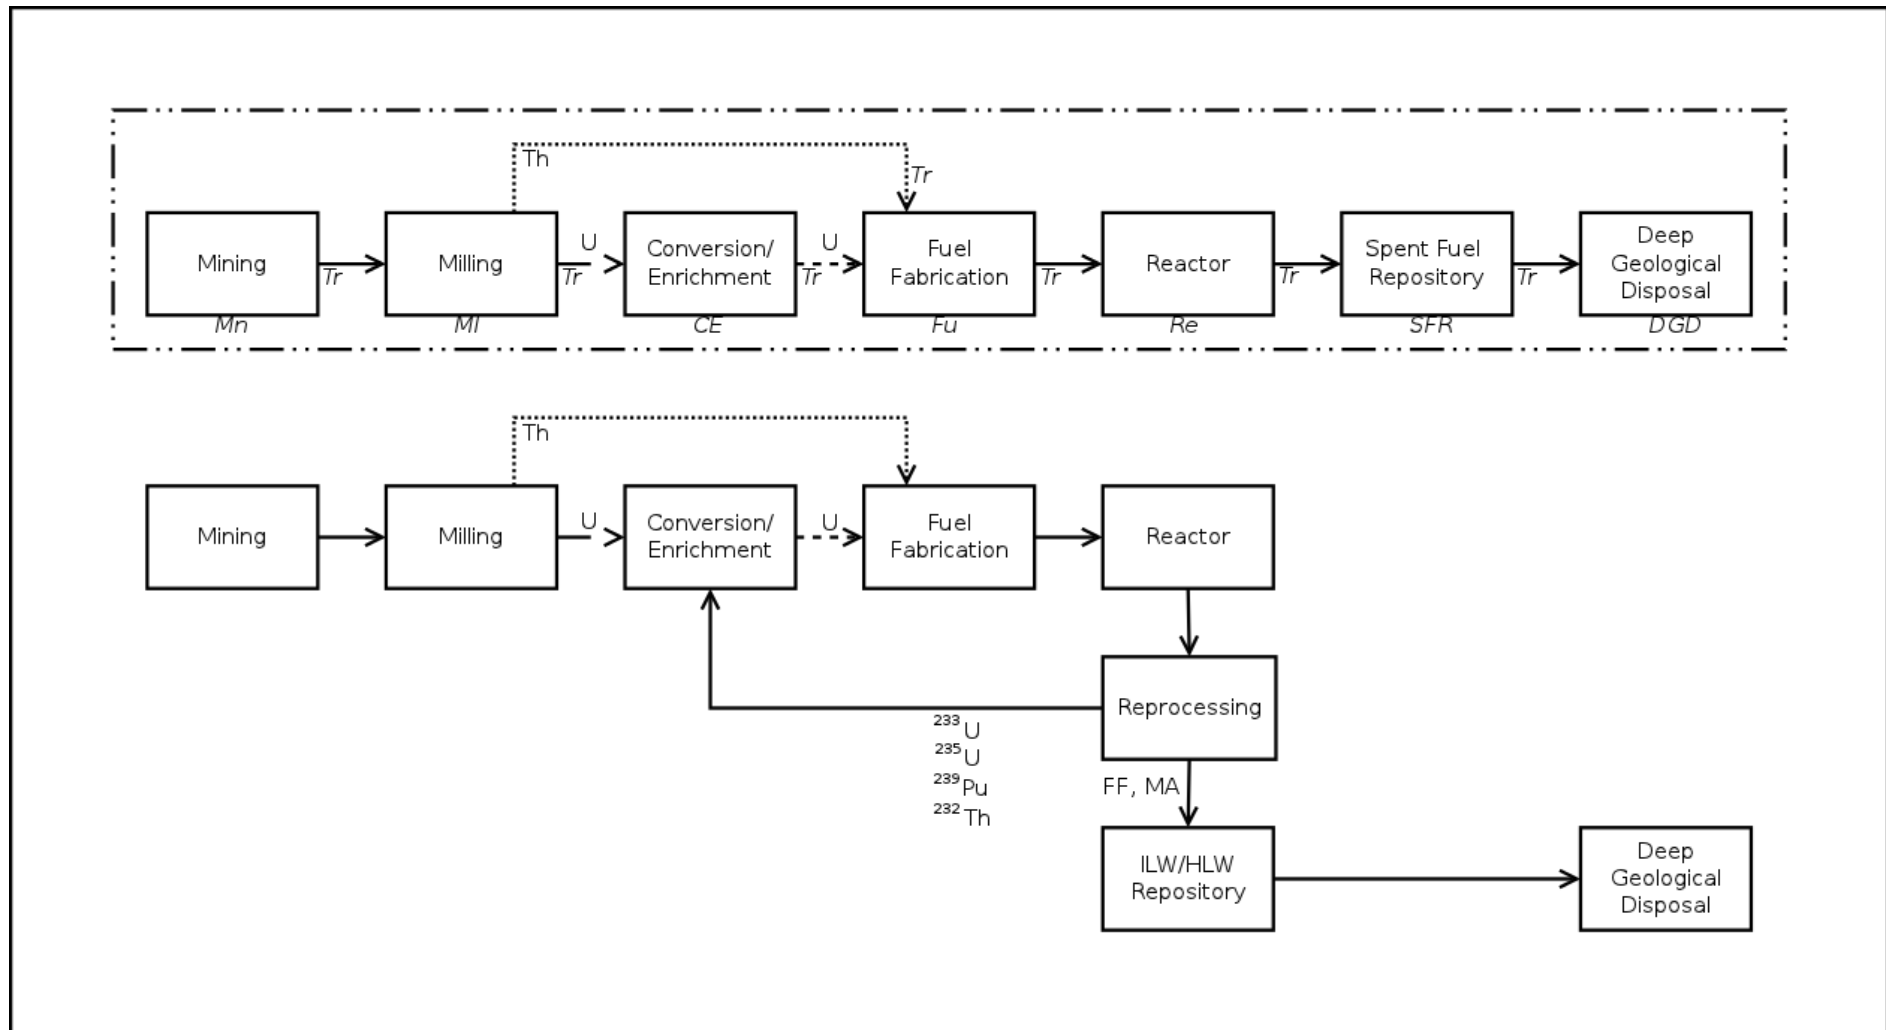 Th
Tr
Mining
Tr
Milling
U
Tr
Conversion/
Enrichment
U
Tr
Fuel
Fabrication
Tr
Reactor
Tr
Spent Fuel
Repository
Tr
Deep
Geological
Disposal
Mn
Ml
CE
Fu
Re
SFR
DGD
Th
Mining
Milling
U
Conversion/
Enrichment
U
Fuel
Fabrication
Reactor
Reprocessing
²³³U
²³⁵U
²³⁹Pu
²³²Th
FF, MA
ILW/HLW
Repository
Deep
Geological
Disposal